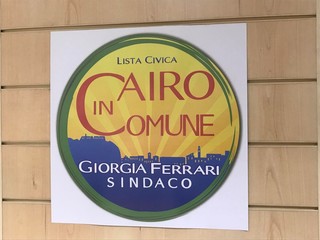 LISTA CIVICA
CAIRO
IN
COMUNE
GIORGIA FERRARI
SINDACO